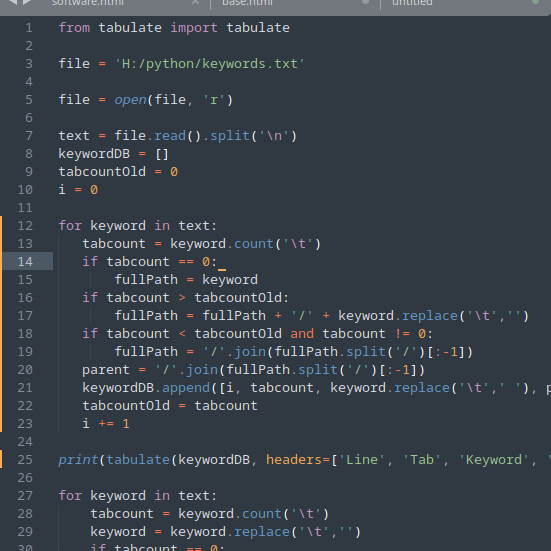 software.html base.html untitled
1 from tabulate import tabulate
2
3 file = 'H:/python/keywords.txt'
4
5 file = open(file, 'r')
6
7 text = file.read().split('\n')
8 keywordDB = []
9 tabcountOld = 0
10 i = 0
11
12 for keyword in text:
13 tabcount = keyword.count('\t')
14 if tabcount == 0:
15 fullPath = keyword
16 if tabcount > tabcountOld:
17 fullPath = fullPath + '/' + keyword.replace('\t','')
18 if tabcount < tabcountOld and tabcount != 0:
19 fullPath = '/'.join(fullPath.split('/')[:-1])
20 parent = '/'.join(fullPath.split('/')[:-1])
21 keywordDB.append([i, tabcount, keyword.replace('\t',' '), p
22 tabcountOld = tabcount
23 i += 1
24
25 print(tabulate(keywordDB, headers=['Line', 'Tab', 'Keyword', '
26
27 for keyword in text:
28 tabcount = keyword.count('\t')
29 keyword = keyword.replace('\t','')
30 if tabcount == 0: